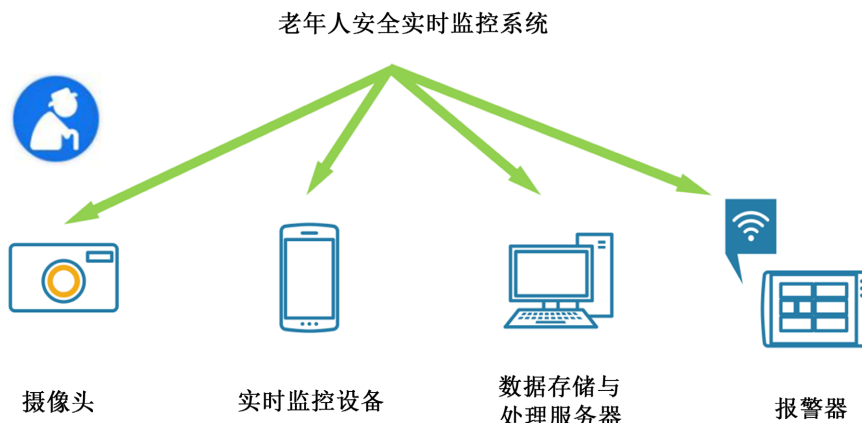 老年人安全实时监控系统
摄像头
实时监控设备
数据存储与
处理服务器
报警器